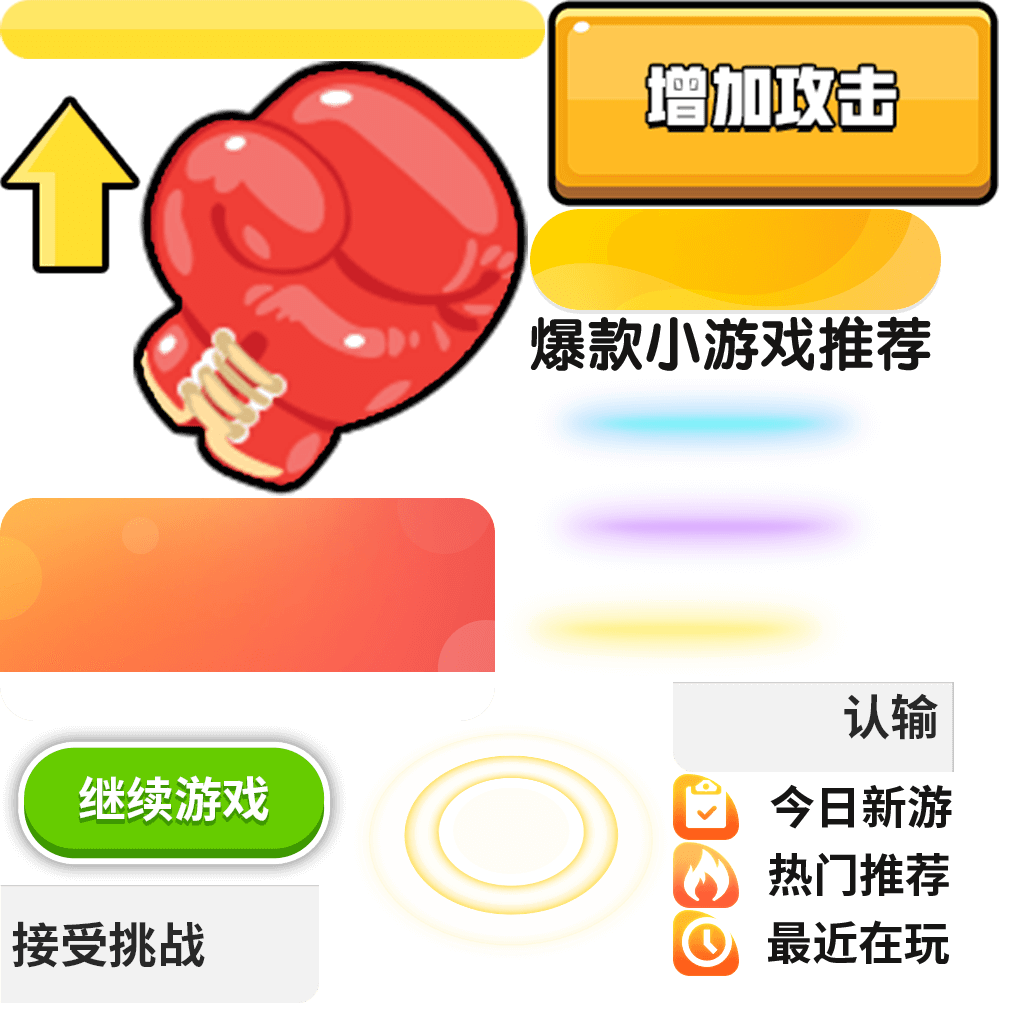 增加攻击
爆款小游戏推荐
认输
继续游戏
今日新游
热门推荐
接受挑战
最近在玩